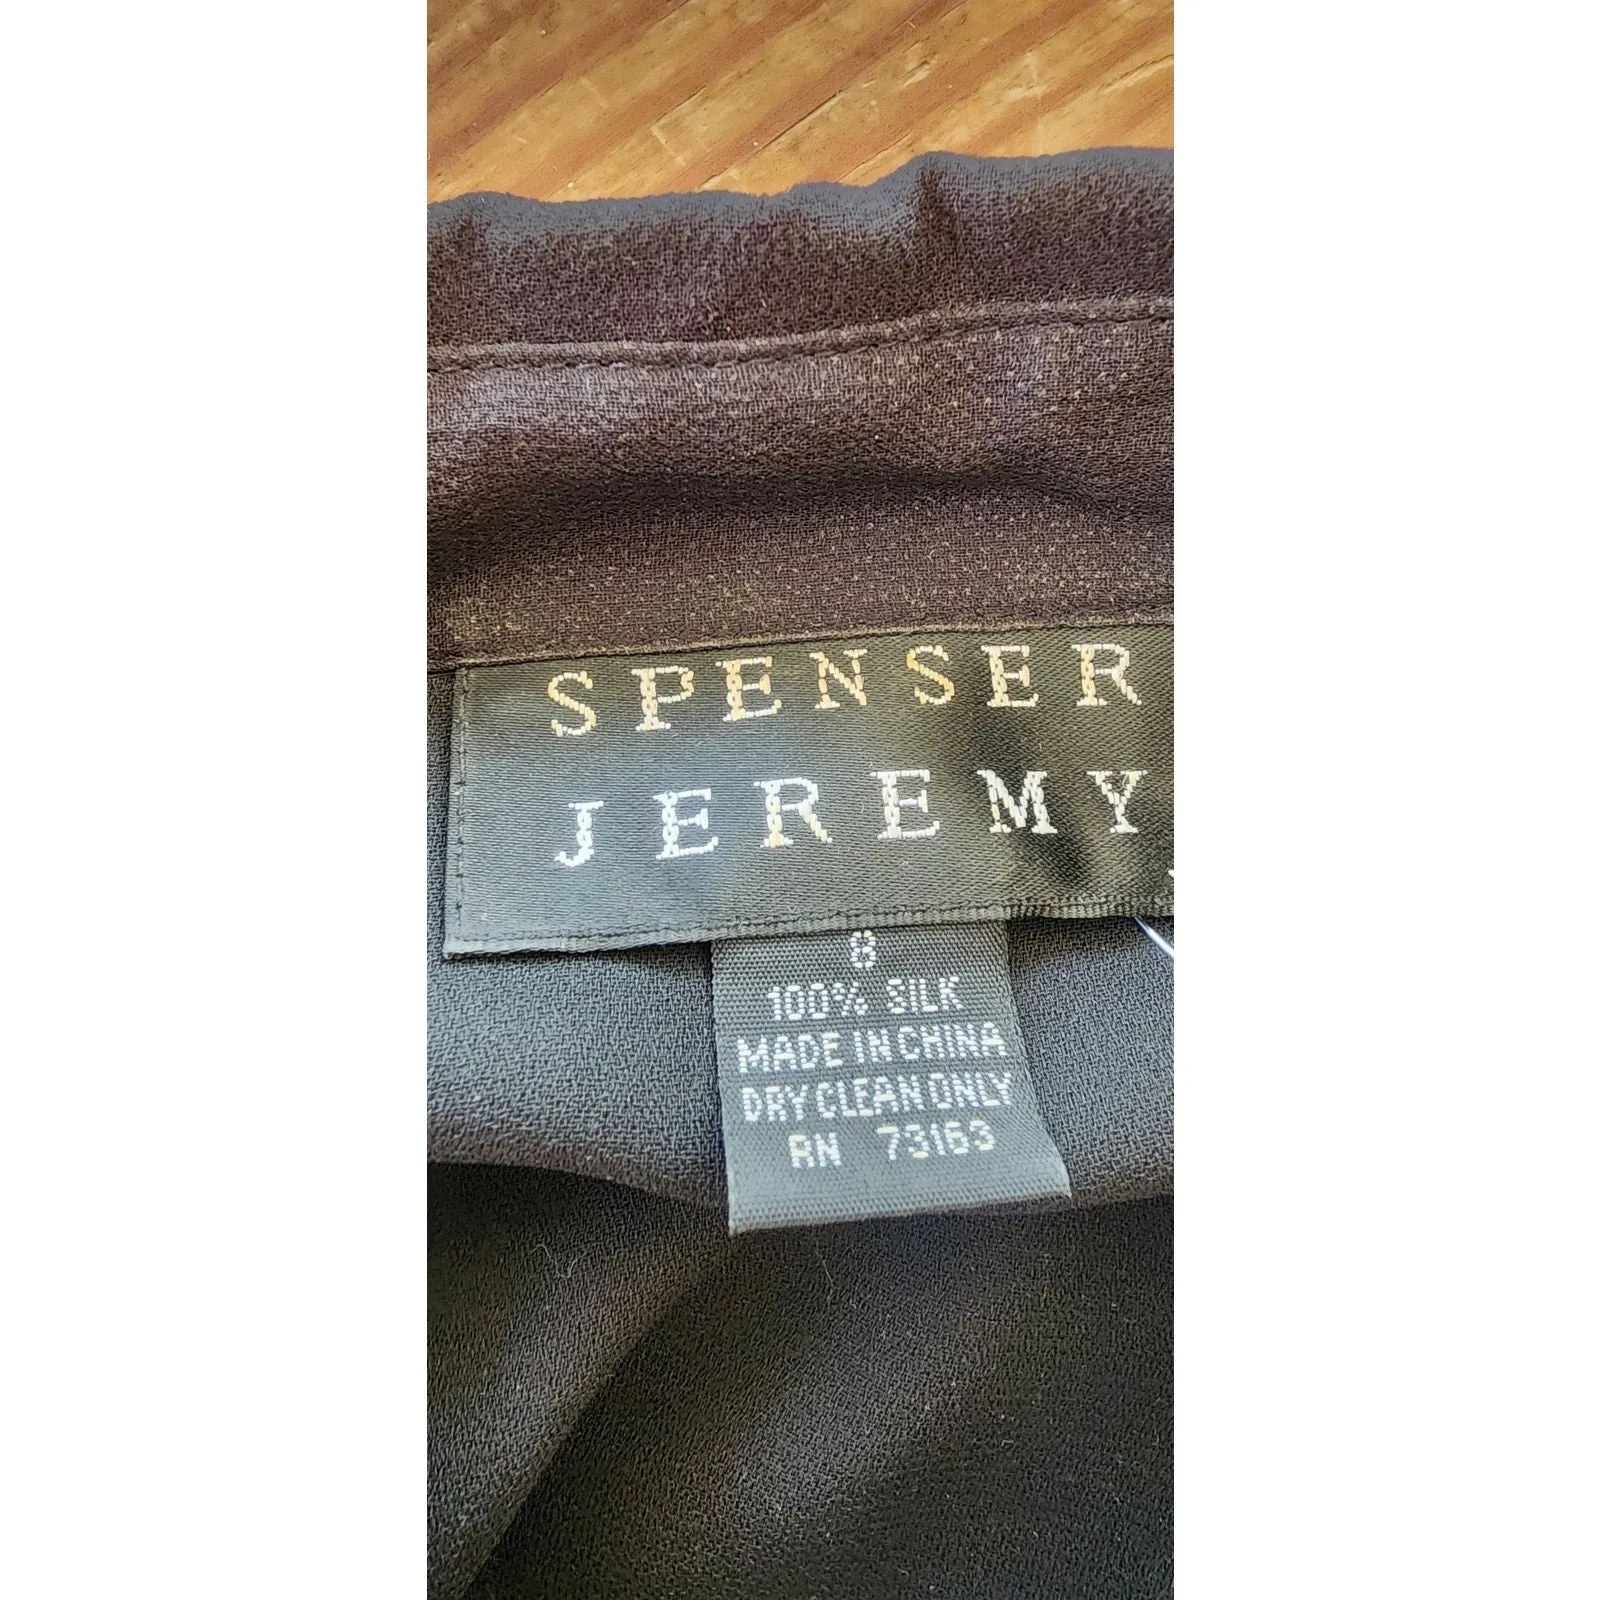 SPENSER
JEREMY
8
100% SILK
MADE IN CHINA
DRY CLEAN ONLY
RN 73163